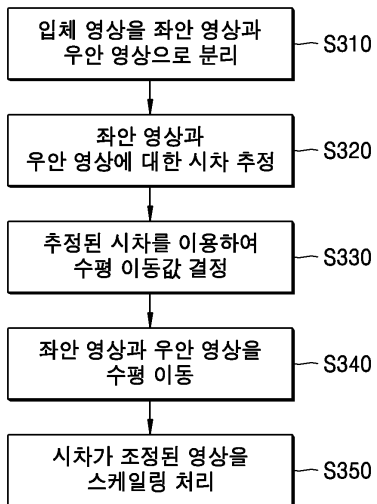 입체 영상을 좌안 영상과
우안 영상으로 분리
S310
좌안 영상과
우안 영상에 대한 시차 추정
S320
추정된 시차를 이용하여
수평 이동값 결정
S330
좌안 영상과 우안 영상을
수평 이동
S340
시차가 조정된 영상을
스케일링 처리
S350